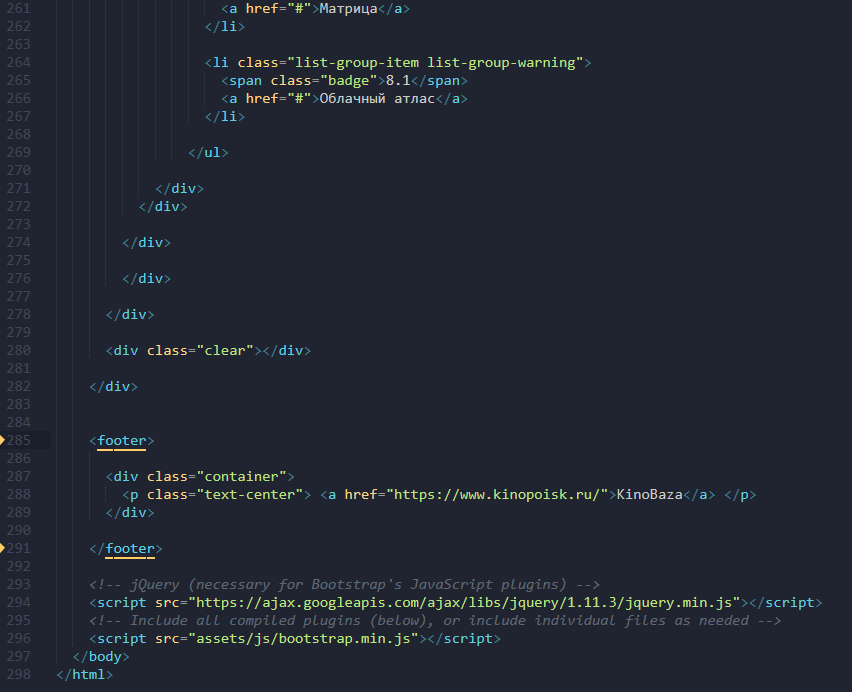 261 <a href="#">Матрица</a>
262 </li>
263
264 <li class="list-group-item list-group-warning">
265 <span class="badge">8.1</span>
266 <a href="#">Облачный атлас</a>
267 </li>
268
269 </ul>
270
271 </div>
272 </div>
273
274 </div>
275
276 </div>
277
278 </div>
279
280 <div class="clear"></div>
281
282 </div>
283
284
285 <footer>
286
287 <div class="container">
288 <p class="text-center"> <a href="https://www.kinopoisk.ru/">KinoBaza</a> </p>
289 </div>
290
291 </footer>
292
293 <!-- jQuery (necessary for Bootstrap's JavaScript plugins) -->
294 <script src="https://ajax.googleapis.com/ajax/libs/jquery/1.11.3/jquery.min.js"></script>
295 <!-- Include all compiled plugins (below), or include individual files as needed -->
296 <script src="assets/js/bootstrap.min.js"></script>
297 </body>
298 </html>